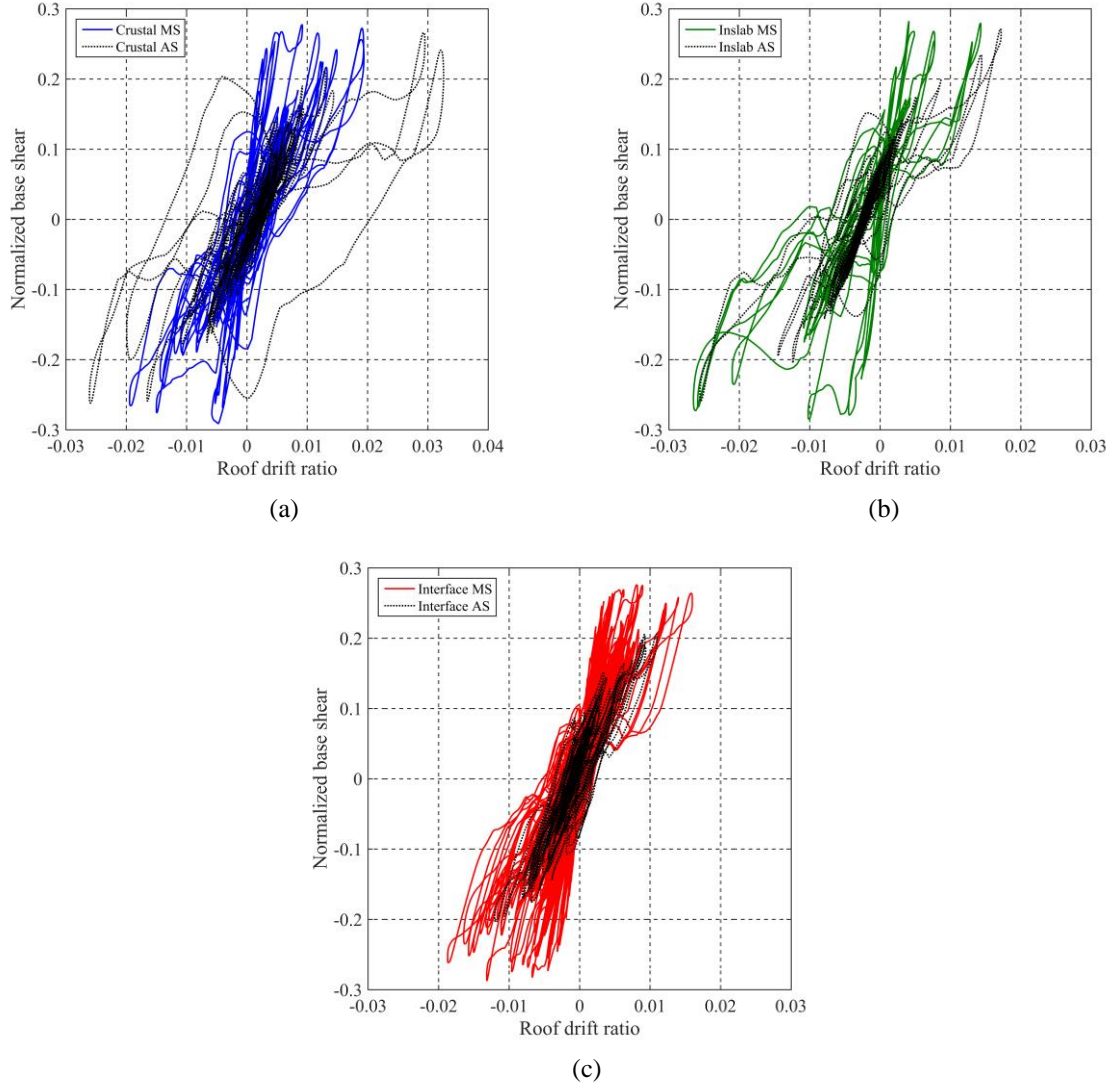 0.3
0.2
0.1
0
-0.1
-0.2
-0.3
Normalized base shear
Crustal MS
Crustal AS
-0.03 -0.02 -0.01 0 0.01 0.02 0.03 0.04
Roof drift ratio
(a)
0.3
0.2
0.1
0
-0.1
-0.2
-0.3
Normalized base shear
Inslab MS
Inslab AS
-0.03 -0.02 -0.01 0 0.01 0.02 0.03
Roof drift ratio
(b)
0.3
0.2
0.1
0
-0.1
-0.2
-0.3
Normalized base shear
Interface MS
Interface AS
-0.03 -0.02 -0.01 0 0.01 0.02 0.03
Roof drift ratio
(c)